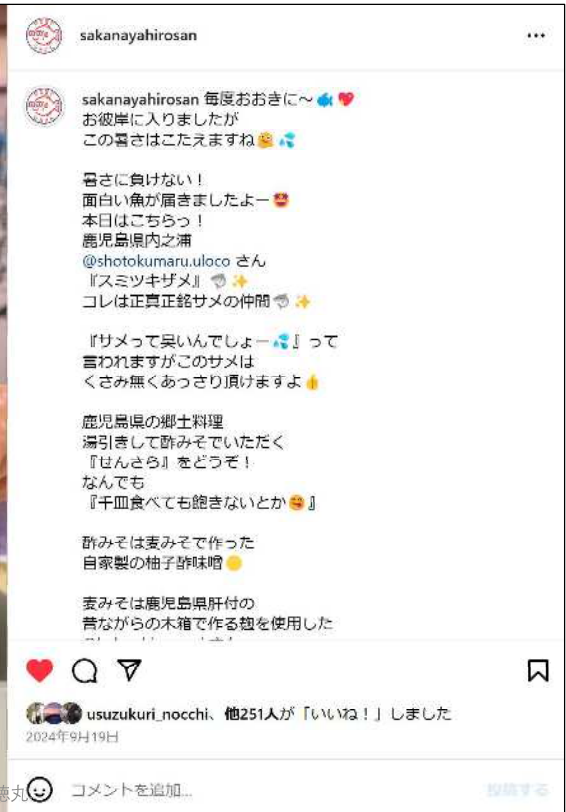 sakanayahirosan
sakanayahirosan 毎度おおきに〜🐟💖
お彼岸に入りましたが
この暑さはこたえますね🤗💦
暑さに負けない！
面白い魚が届きましたよー🤩
本日はこちらっ！
鹿児島県内之浦
@shotokumaru.uloco さん
『スミツキザメ』🦈✨
コレは正真正銘サメの仲間🦈✨
『サメって臭いんでしょー💦』って
言われますがこのサメは
くさみ無くあっさり頂けますよ👍
鹿児島県の郷土料理
湯引きして酢みそでいただく
『せんさら』をどうぞ！
なんでも
『千皿食べても飽きないとか😋』
酢みそは麦みそで作った
自家製の柚子酢味噌🟡
麦みそは鹿児島県肝付の
昔ながらの木箱で作る麹を使用した
usuzukuri_nocchi、他251人が「いいね！」しました
2024年9月19日
徳丸
コメントを追加...
投稿する